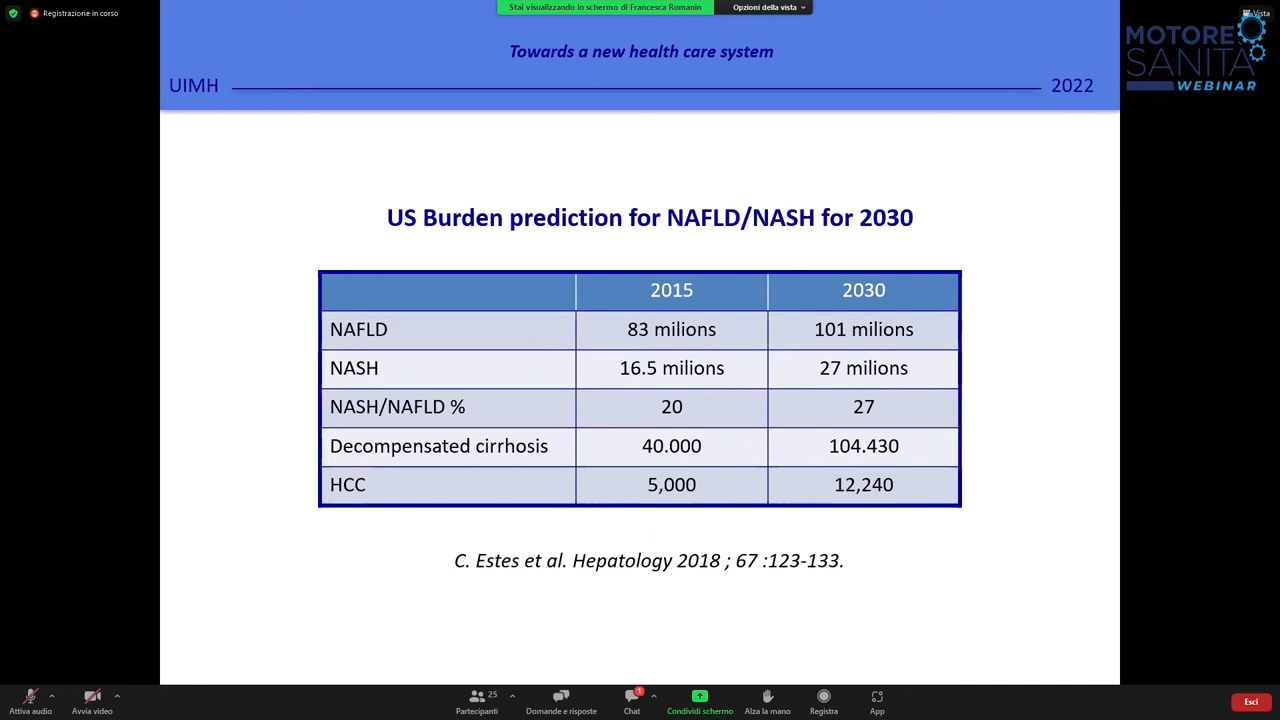 Registrazione in corso
Stai visualizzando lo schermo di Francesca Romanin
Opzioni della vista
Vista
MOTORE
SANITÀ
WEBINAR
Towards a new health care system
UIMH 2022
US Burden prediction for NAFLD/NASH for 2030
2015 2030
NAFLD 83 milions 101 milions
NASH 16.5 milions 27 milions
NASH/NAFLD % 20 27
Decompensated cirrhosis 40.000 104.430
HCC 5,000 12,240
C. Estes et al. Hepatology 2018 ; 67 :123-133.
Attiva audio
Avvia video
25
Partecipanti
Domande e risposte
1
Chat
Condividi schermo
Alza la mano
Registra
App
Esci